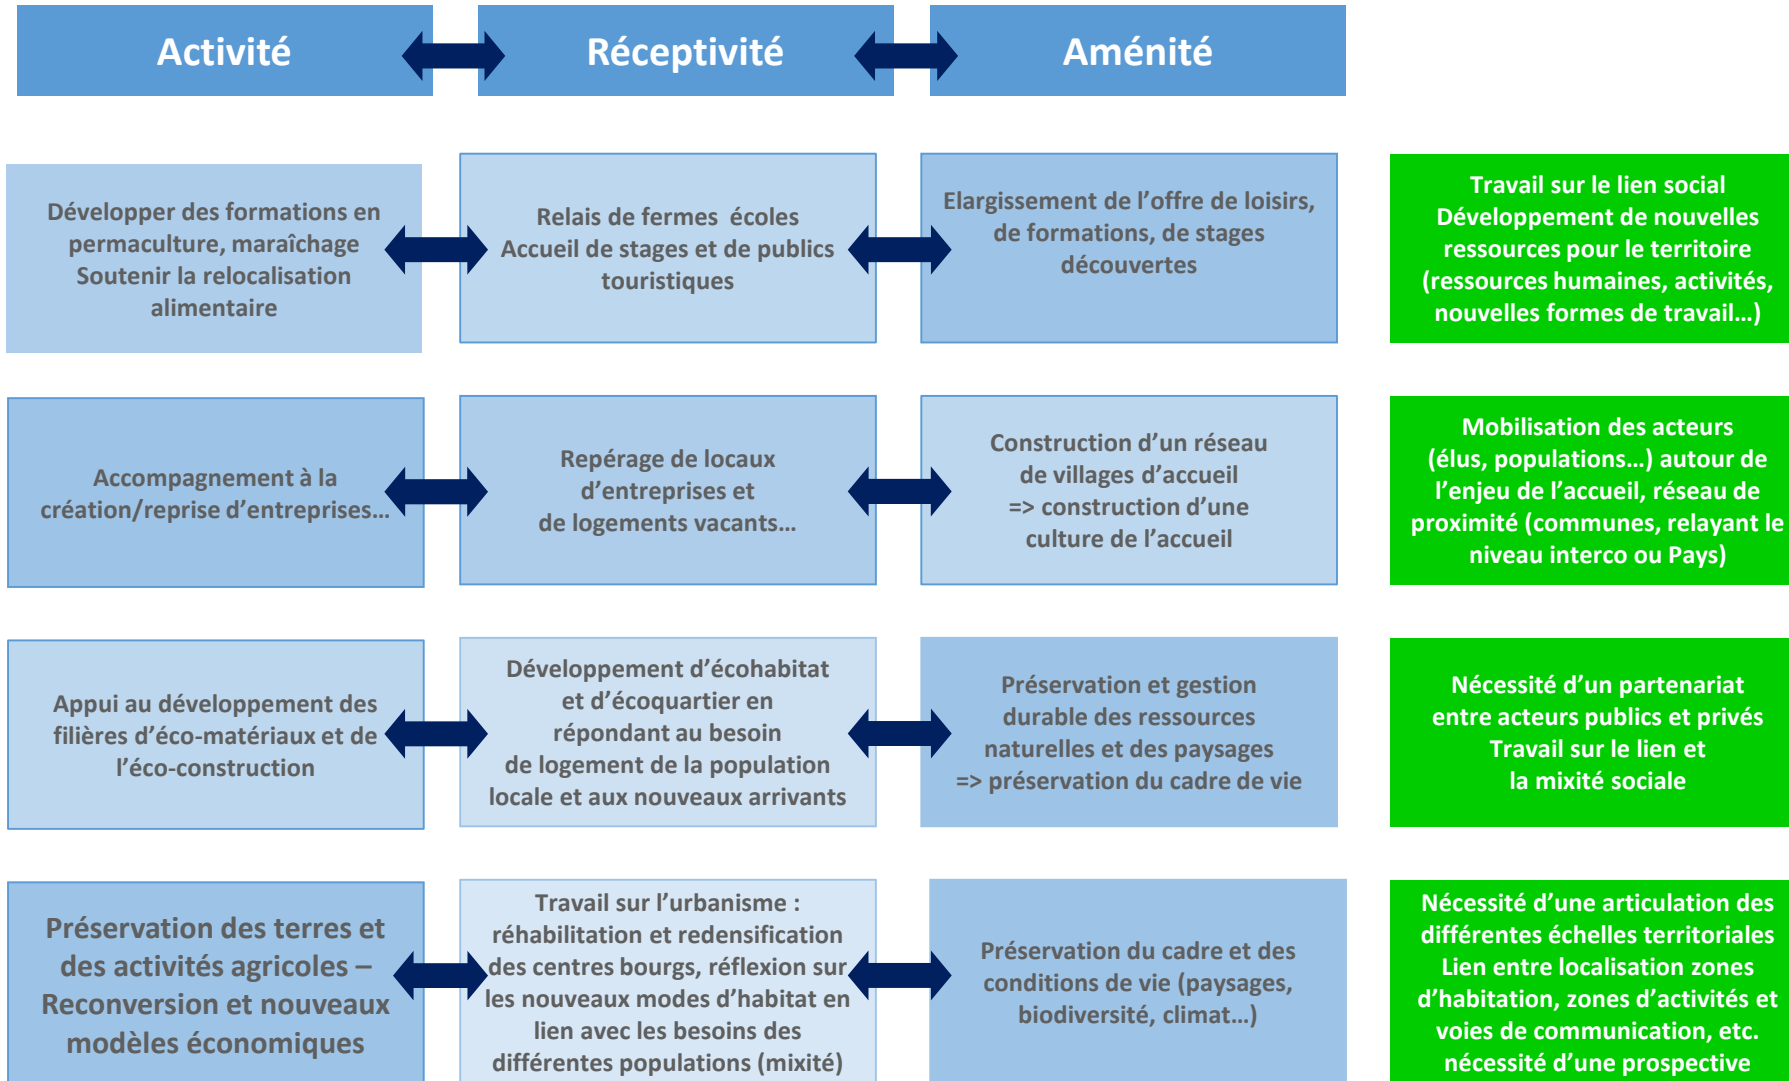 Activité
Réceptivité
Aménité
Développer des formations en
permaculture, maraîchage
Soutenir la relocalisation
alimentaire
Relais de fermes écoles
Accueil de stages et de publics
touristiques
Elargissement de l’offre de loisirs,
de formations, de stages
découvertes
Travail sur le lien social
Développement de nouvelles
ressources pour le territoire
(ressources humaines, activités,
nouvelles formes de travail…)
Accompagnement à la
création/reprise d’entreprises…
Repérage de locaux
d’entreprises et
de logements vacants…
Construction d’un réseau
de villages d’accueil
=> construction d’une
culture de l’accueil
Mobilisation des acteurs
(élus, populations…) autour de
l’enjeu de l’accueil, réseau de
proximité (communes, relayant le
niveau interco ou Pays)
Appui au développement des
filières d’éco-matériaux et de
l’éco-construction
Développement d’écohabitat
et d’écoquartier en
répondant au besoin
de logement de la population
locale et aux nouveaux arrivants
Préservation et gestion
durable des ressources
naturelles et des paysages
=> préservation du cadre de vie
Nécessité d’un partenariat
entre acteurs publics et privés
Travail sur le lien et
la mixité sociale
Préservation des terres et
des activités agricoles –
Reconversion et nouveaux
modèles économiques
Travail sur l’urbanisme :
réhabilitation et redensification
des centres bourgs, réflexion sur
les nouveaux modes d’habitat en
lien avec les besoins des
différentes populations (mixité)
Préservation du cadre et des
conditions de vie (paysages,
biodiversité, climat…)
Nécessité d’une articulation des
différentes échelles territoriales
Lien entre localisation zones
d’habitation, zones d’activités et
voies de communication, etc.
nécessité d’une prospective